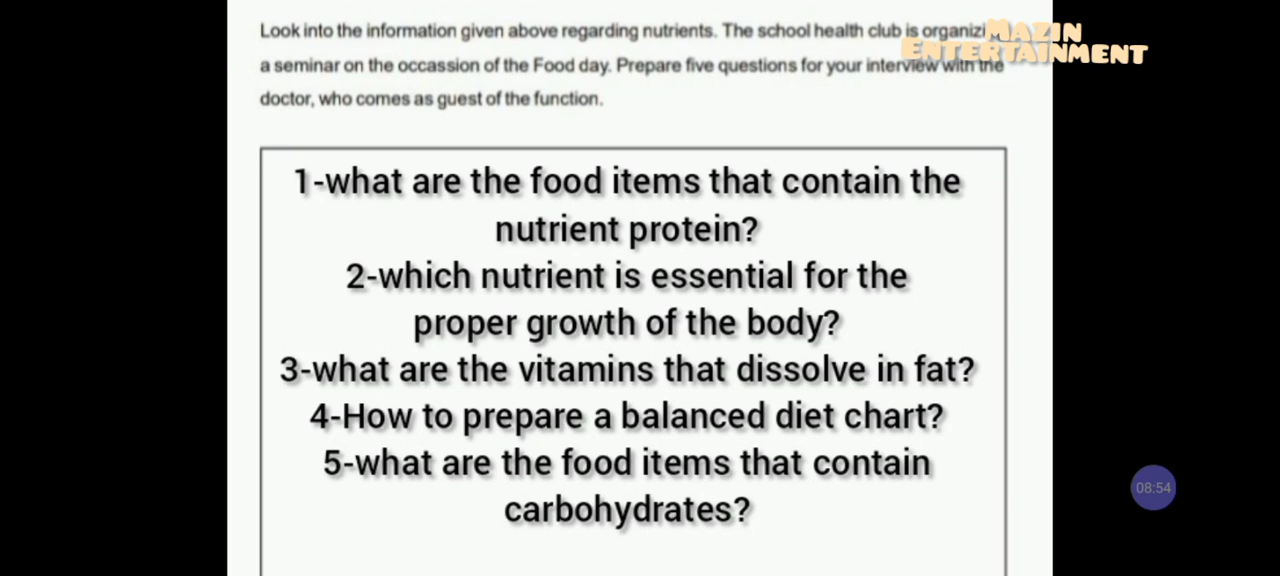 Look into the information given above regarding nutrients. The school health club is organizi
MAZIN
ENTERTAINMENT
a seminar on the occassion of the Food day. Prepare five questions for your interview with the
doctor, who comes as guest of the function.
1-what are the food items that contain the
nutrient protein?
2-which nutrient is essential for the
proper growth of the body?
3-what are the vitamins that dissolve in fat?
4-How to prepare a balanced diet chart?
5-what are the food items that contain
carbohydrates?
08:54